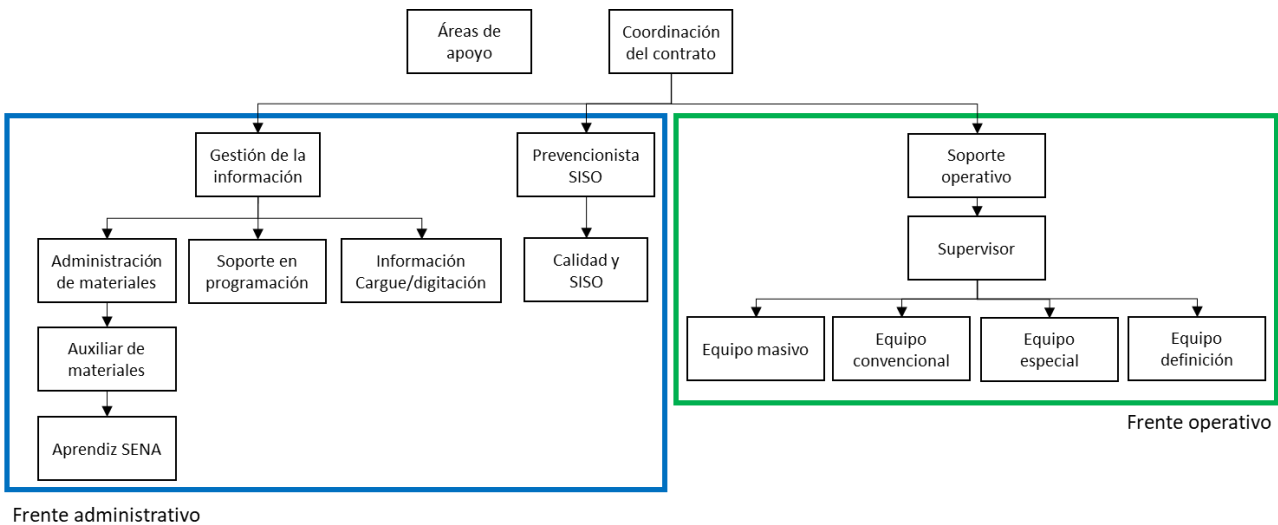 Áreas de
apoyo
Coordinación
del contrato
Gestión de la
información
Prevencionista
SISO
Soporte
operativo
Administración
de materiales
Soporte en
programación
Información
Cargue/digitación
Calidad y
SISO
Supervisor
Auxiliar de
materiales
Equipo masivo
Equipo
convencional
Equipo
especial
Equipo
definición
Aprendiz SENA
Frente operativo
Frente administrativo